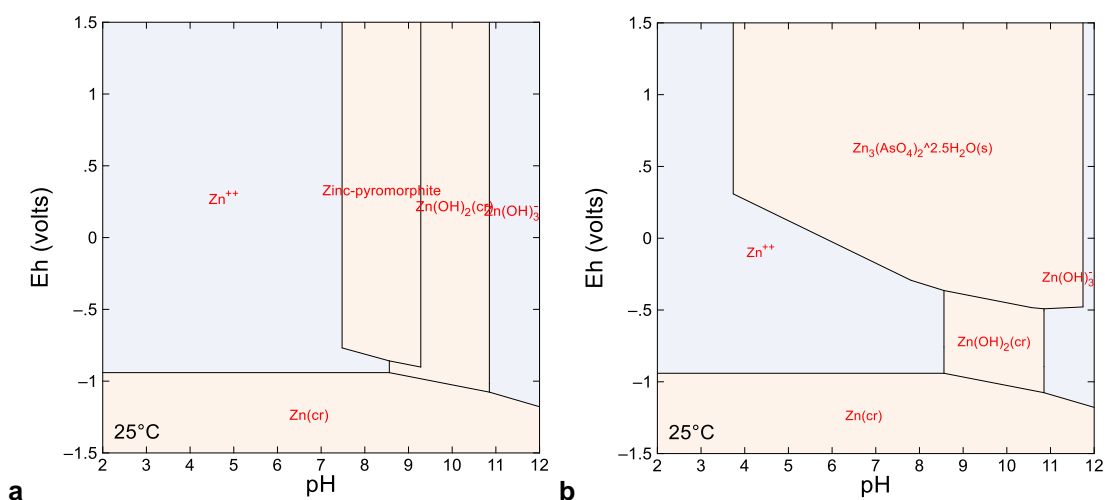 1.5
1
.5
0
–.5
–1
–1.5
Eh (volts)
2 3 4 5 6 7 8 9 10 11 12
pH
Zn++
Zinc-pyromorphite
Zn(OH)2(cr)
Zn(OH)3-
Zn(cr)
25°C
a
1.5
1
.5
0
–.5
–1
–1.5
Eh (volts)
2 3 4 5 6 7 8 9 10 11 12
pH
Zn3(AsO4)2^2.5H2O(s)
Zn++
Zn(OH)3-
Zn(OH)2(cr)
Zn(cr)
25°C
b